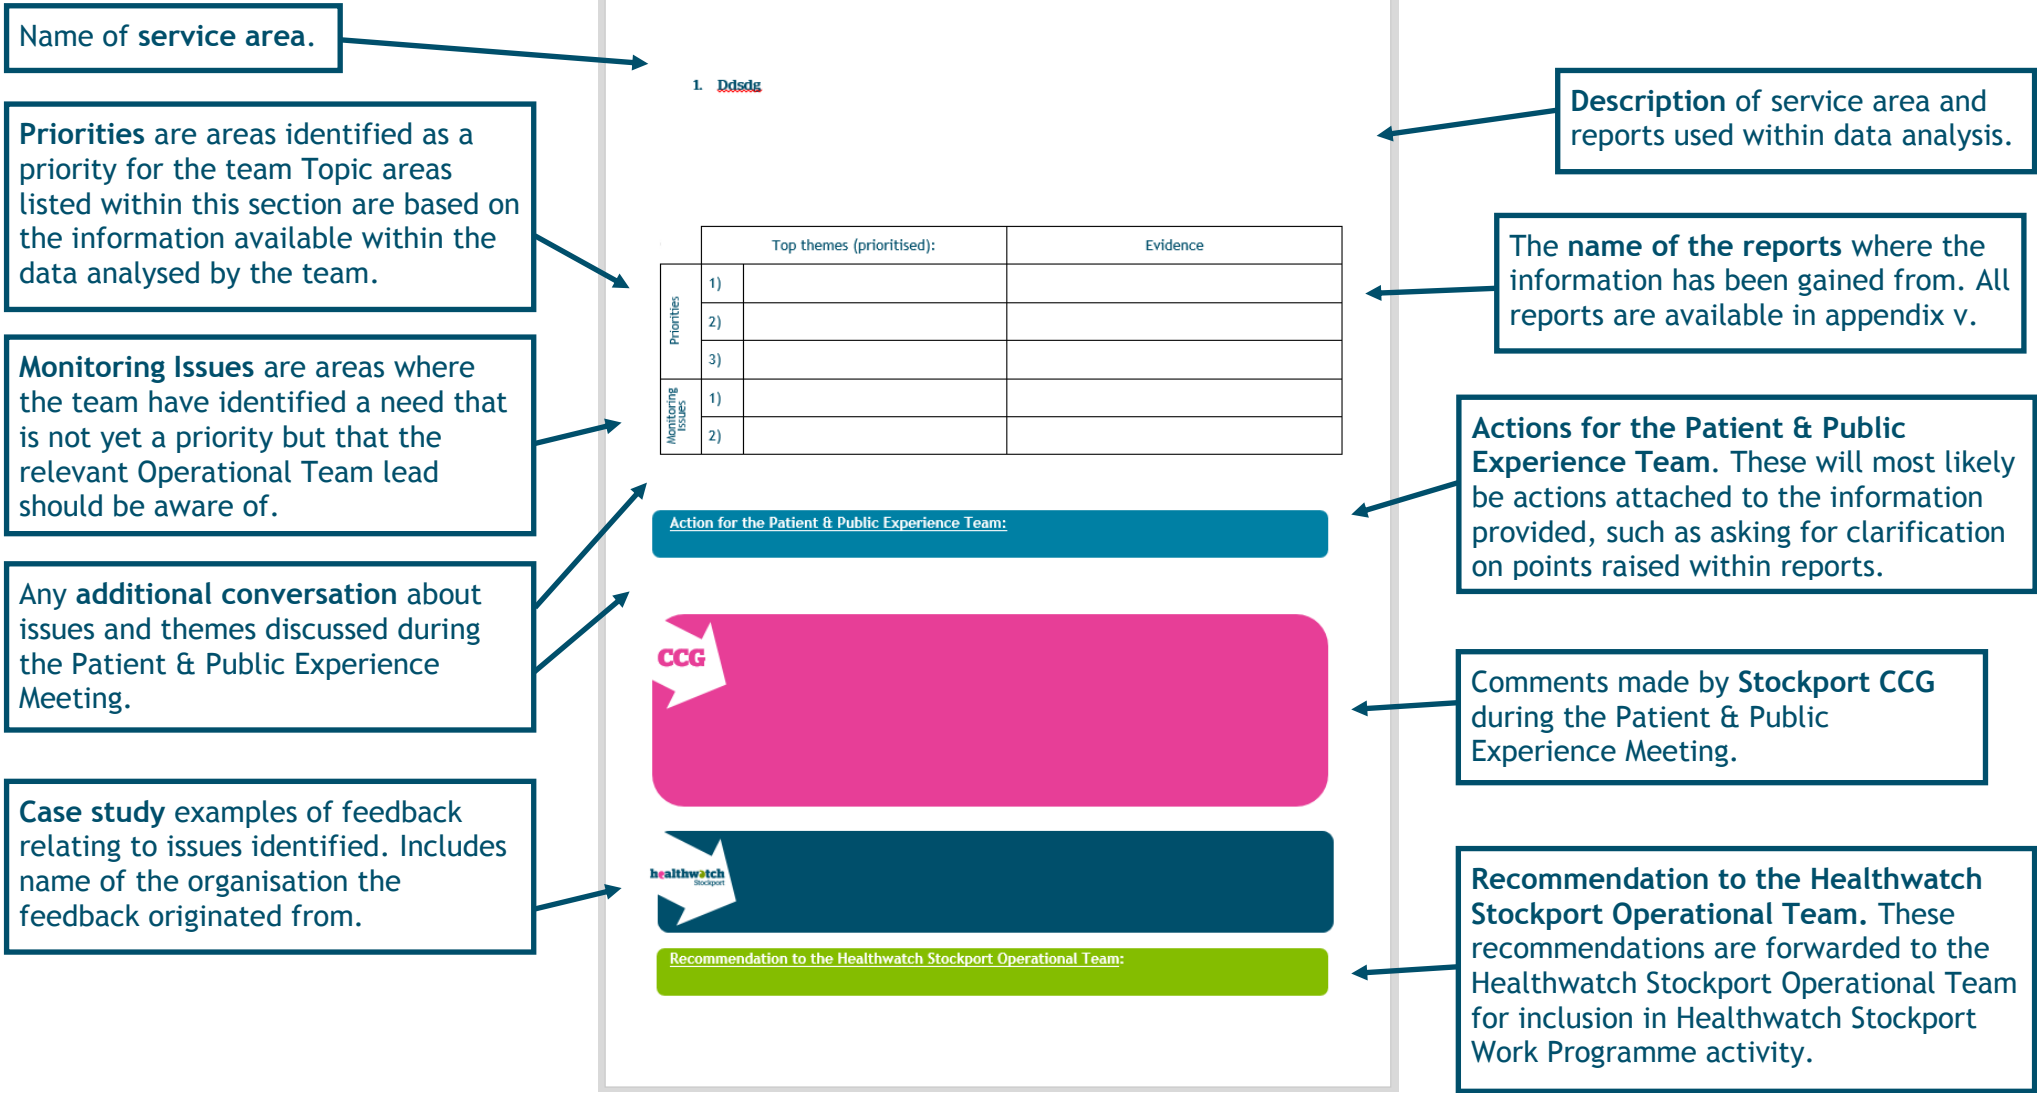 Name of service area.
Priorities are areas identified as a
priority for the team Topic areas
listed within this section are based on
the information available within the
data analysed by the team.
Monitoring Issues are areas where
the team have identified a need that
is not yet a priority but that the
relevant Operational Team lead
should be aware of.
Any additional conversation about
issues and themes discussed during
the Patient & Public Experience
Meeting.
Case study examples of feedback
relating to issues identified. Includes
name of the organisation the
feedback originated from.
1. Ddsdg
Top themes (prioritised):
Evidence
Priorities
1)
2)
3)
Monitoring
Issues
1)
2)
Action for the Patient & Public Experience Team:
CCG
healthwatch
Stockport
Recommendation to the Healthwatch Stockport Operational Team:
Description of service area and
reports used within data analysis.
The name of the reports where the
information has been gained from. All
reports are available in appendix v.
Actions for the Patient & Public
Experience Team. These will most likely
be actions attached to the information
provided, such as asking for clarification
on points raised within reports.
Comments made by Stockport CCG
during the Patient & Public
Experience Meeting.
Recommendation to the Healthwatch
Stockport Operational Team. These
recommendations are forwarded to the
Healthwatch Stockport Operational Team
for inclusion in Healthwatch Stockport
Work Programme activity.